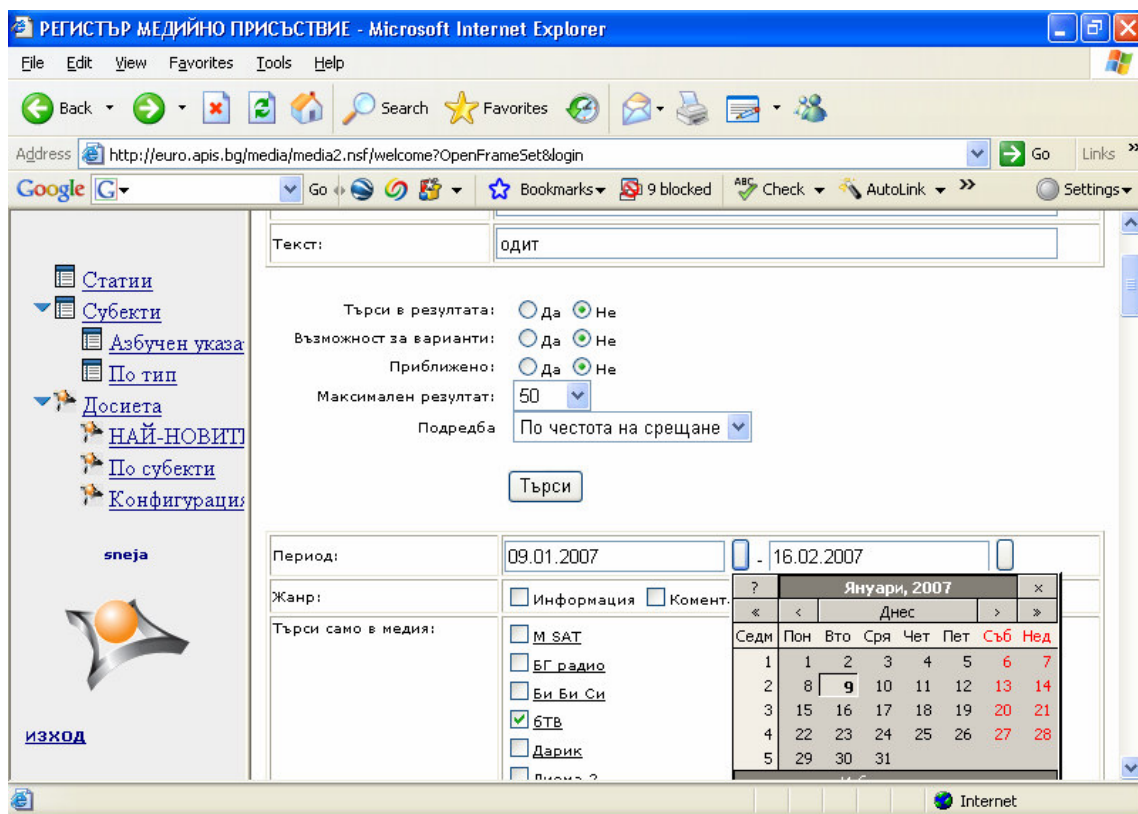 РЕГИСТЪР МЕДИЙНО ПРИСЪСТВИЕ - Microsoft Internet Explorer
File Edit View Favorites Tools Help
Back Search Favorites
Address http://euro.apis.bg/media/media2.nsf/welcome?OpenFrameSet&login Go Links »
Google G Go Bookmarks 9 blocked ABC Check AutoLink » Settings
Текст: одит
Статии
Субекти
Азбучен указа
По тип
Досиета
НАЙ-НОВИТЕ
По субекти
Конфигурация
sneja
изход
Търси в резултата: Да Не
Възможност за варианти: Да Не
Приближено: Да Не
Максимален резултат: 50
Подредба По честота на срещане
Търси
Период: 09.01.2007 - 16.02.2007
Жанр: Информация Комент.
Търси само в медия: M SAT
БГ радио
Би Би Си
бТВ
Дарик
? Януари, 2007 ×
« ‹ Днес › »
Седм Пон Вто Сря Чет Пет Съб Нед
1 1 2 3 4 5 6 7
2 8 9 10 11 12 13 14
3 15 16 17 18 19 20 21
4 22 23 24 25 26 27 28
5 29 30 31
Internet